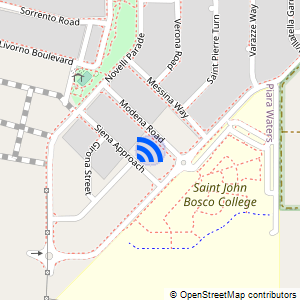 Sorrento Road
Livorno Boulevard
Novelli Parade
Verona Road
Saint Pierre Turn
Varazze Way
Messina Way
Modena Road
Siena Approach
Girona Street
Piara Waters
Saint John
Bosco College
© OpenStreetMap contributors